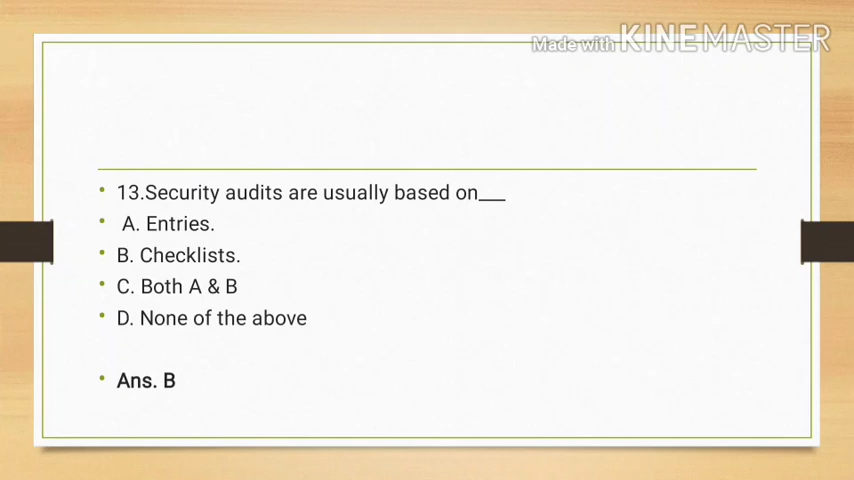 Made with KINEMASTER
• 13.Security audits are usually based on___
• A. Entries.
• B. Checklists.
• C. Both A & B
• D. None of the above
• Ans. B